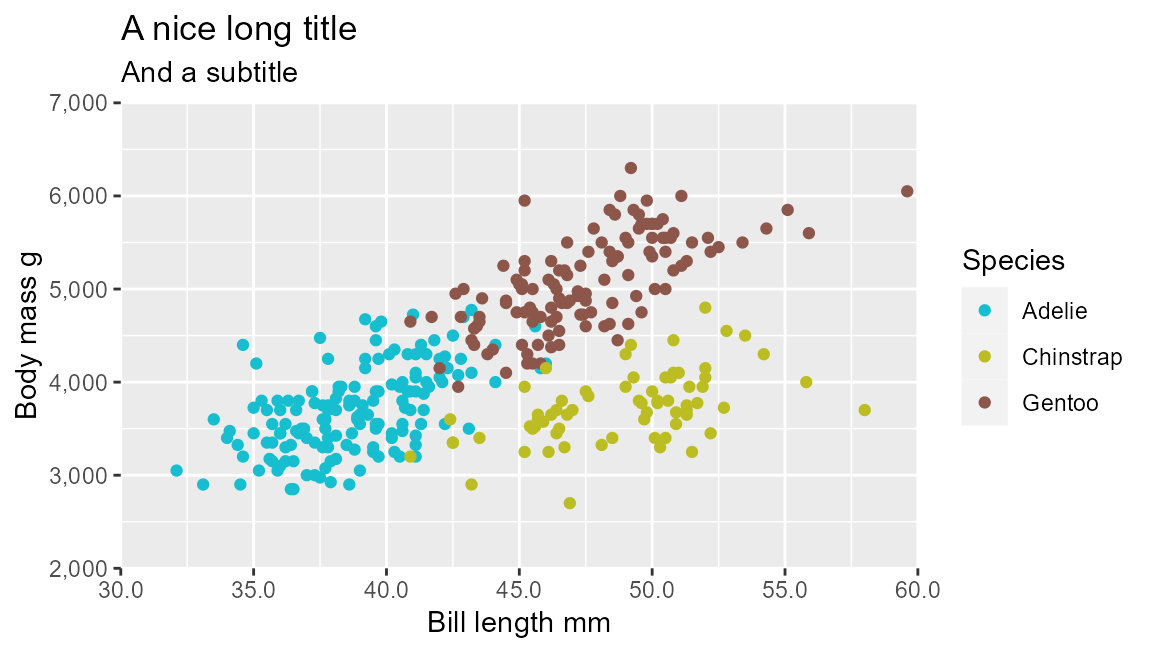 A nice long title
And a subtitle
7,000
6,000
5,000
4,000
3,000
2,000
Body mass g
30.0 35.0 40.0 45.0 50.0 55.0 60.0
Bill length mm
Species
Adelie
Chinstrap
Gentoo